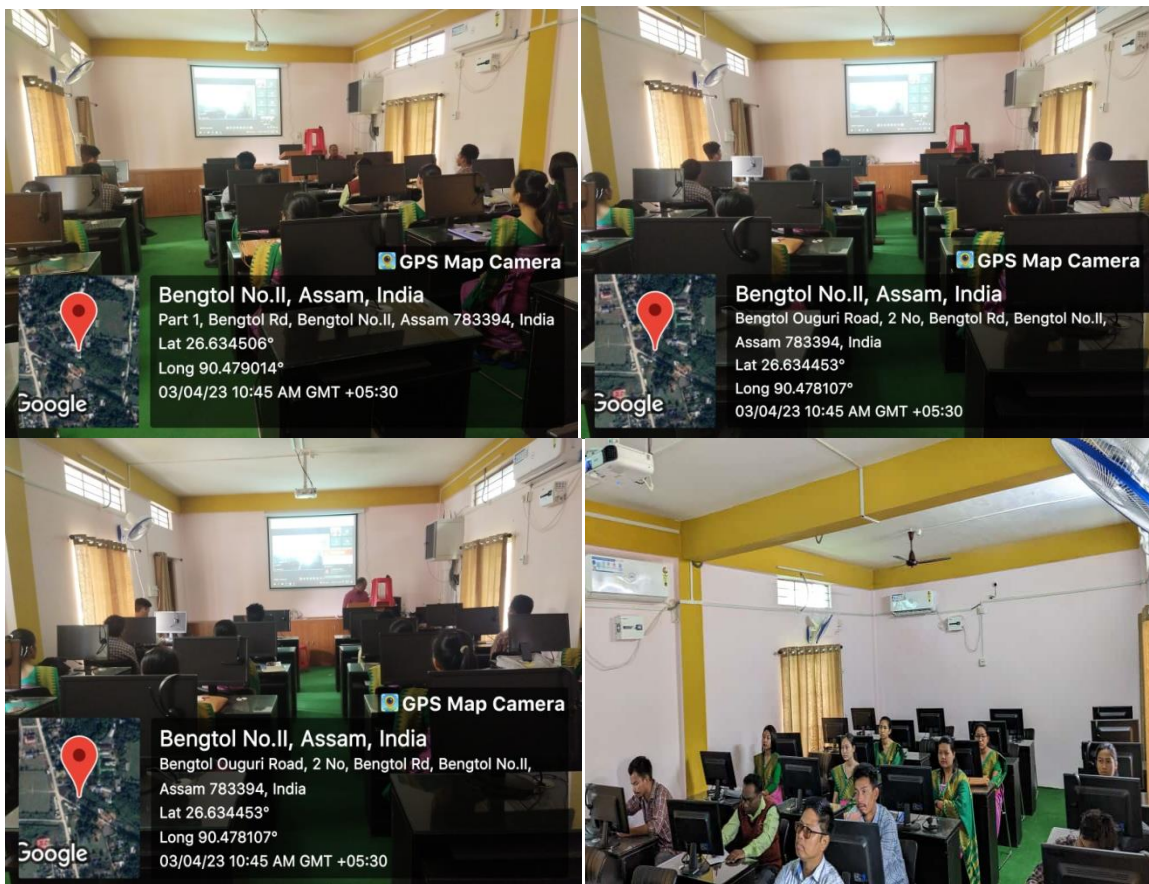 GPS Map Camera
Bengtol No.II, Assam, India
Part 1, Bengtol Rd, Bengtol No.II, Assam 783394, India
Lat 26.634506°
Long 90.479014°
03/04/23 10:45 AM GMT +05:30
Google
GPS Map Camera
Bengtol No.II, Assam, India
Bengtol Ouguri Road, 2 No, Bengtol Rd, Bengtol No.II,
Assam 783394, India
Lat 26.634453°
Long 90.478107°
03/04/23 10:45 AM GMT +05:30
Google
GPS Map Camera
Bengtol No.II, Assam, India
Bengtol Ouguri Road, 2 No, Bengtol Rd, Bengtol No.II,
Assam 783394, India
Lat 26.634453°
Long 90.478107°
03/04/23 10:45 AM GMT +05:30
Google